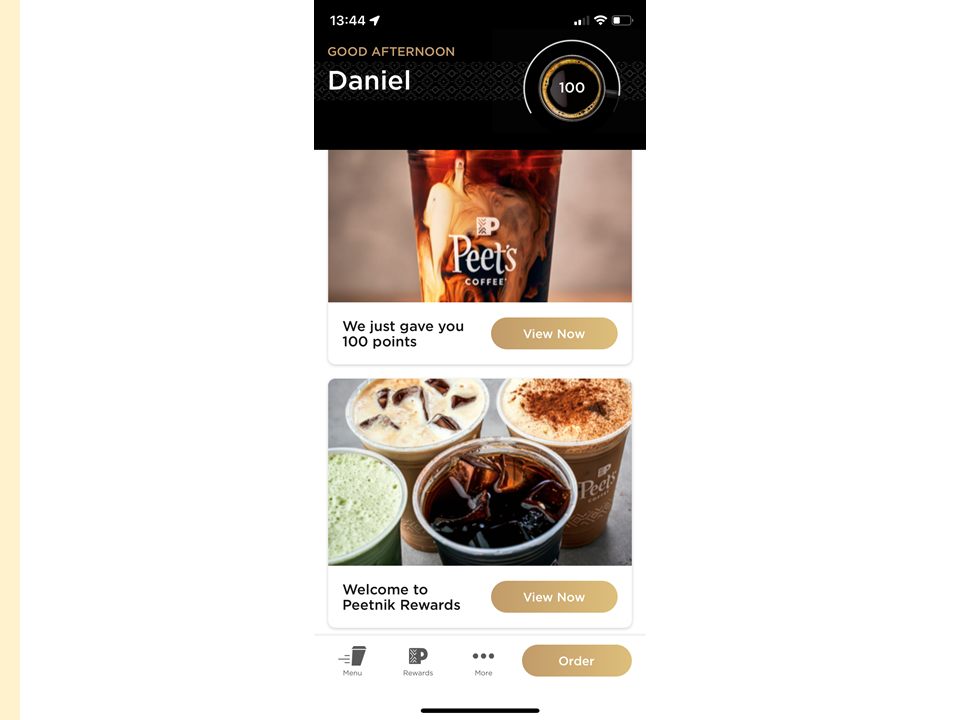 13:44
GOOD AFTERNOON
Daniel
100
Peet's
COFFEE
We just gave you
100 points
View Now
Peet's
COFFEE
Welcome to
Peetnik Rewards
View Now
Menu
Rewards
More
Order